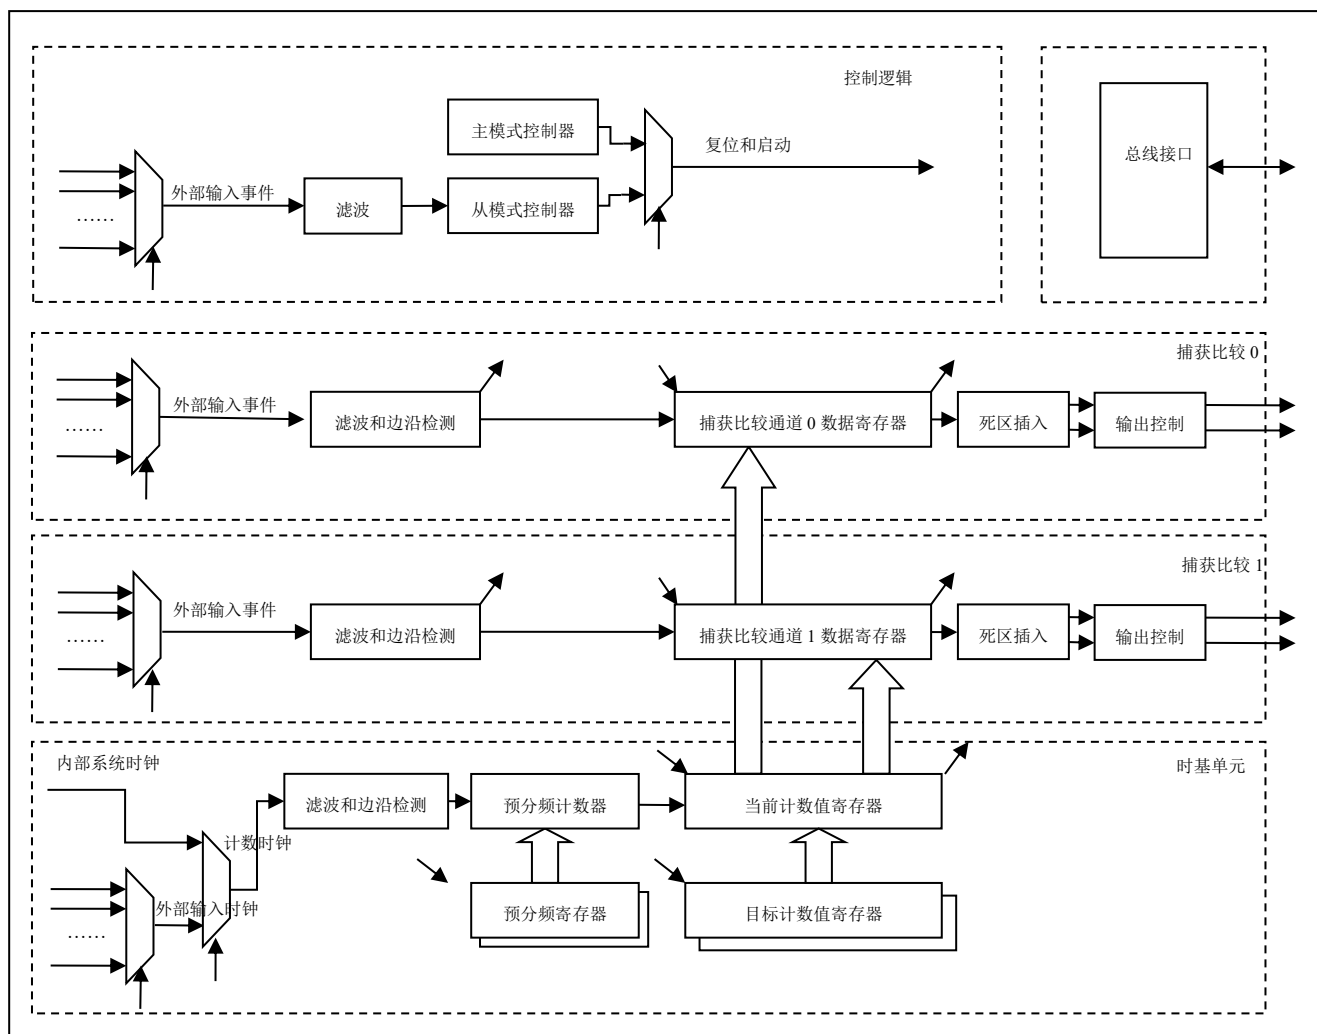 控制逻辑
主模式控制器
复位和启动
总线接口
外部输入事件
滤波
从模式控制器
……
捕获比较 0
外部输入事件
滤波和边沿检测
捕获比较通道 0 数据寄存器
死区插入
输出控制
……
捕获比较 1
外部输入事件
滤波和边沿检测
捕获比较通道 1 数据寄存器
死区插入
输出控制
……
内部系统时钟
时基单元
滤波和边沿检测
预分频计数器
当前计数值寄存器
计数时钟
外部输入时钟
预分频寄存器
目标计数值寄存器
……